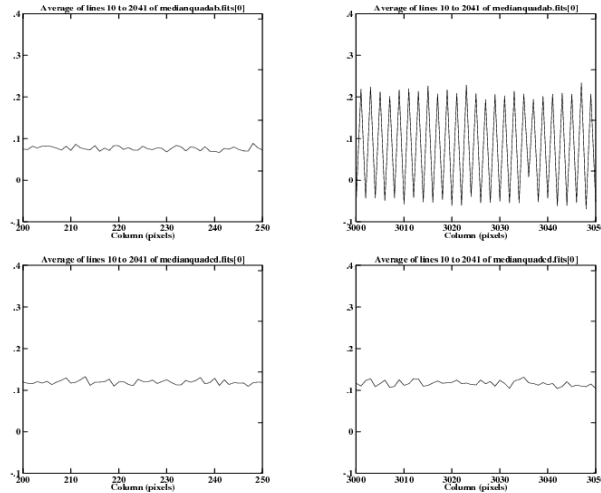 Average of lines 10 to 2041 of medianquadab.fits[0]
.4
.3
.2
.1
0
-.1
200 210 220 230 240 250
Column (pixels)
Average of lines 10 to 2041 of medianquadab.fits[0]
.4
.3
.2
.1
0
-.1
3000 3010 3020 3030 3040 305
Column (pixels)
Average of lines 10 to 2041 of medianquadcd.fits[0]
.4
.3
.2
.1
0
-.1
200 210 220 230 240 250
Column (pixels)
Average of lines 10 to 2041 of medianquadcd.fits[0]
.4
.3
.2
.1
0
-.1
3000 3010 3020 3030 3040 305
Column (pixels)